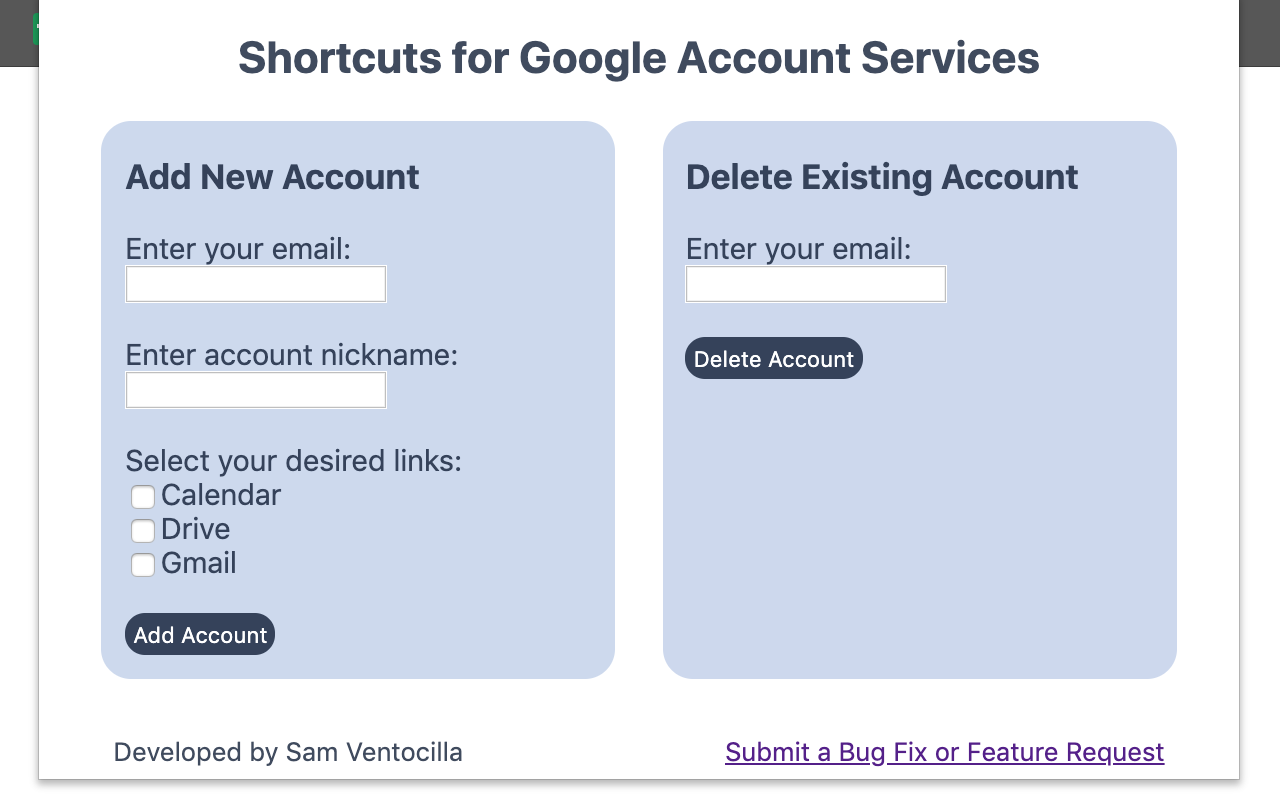 Shortcuts for Google Account Services
Add New Account
Enter your email:
Enter account nickname:
Select your desired links:
Calendar
Drive
Gmail
Add Account
Delete Existing Account
Enter your email:
Delete Account
Developed by Sam Ventocilla
Submit a Bug Fix or Feature Request